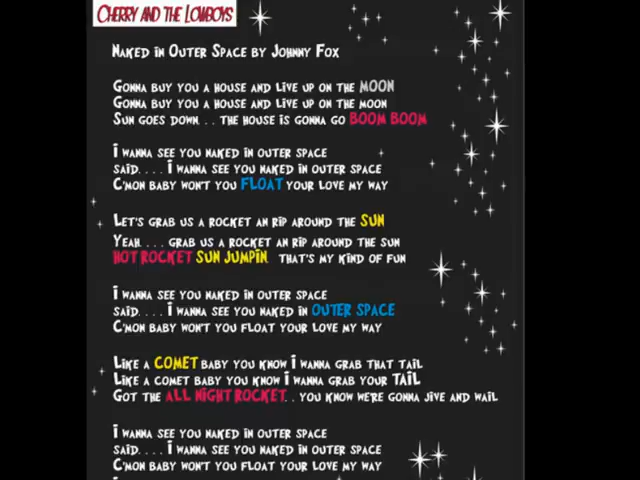 Cherry and the Lowboys
Naked in Outer Space by Johnny Fox
Gonna buy you a house and live up on the MOON
Gonna buy you a house and live up on the moon
Sun goes down. . . the house is gonna go BOOM BOOM
I wanna see you naked in outer space
said. . . . I wanna see you naked in outer space
C'mon baby won't you FLOAT your love my way
Let's grab us a rocket an rip around the SUN
Yeah. . . . grab us a rocket an rip around the sun
HOT ROCKET SUN JUMPIN. that's my kind of fun
I wanna see you naked in outer space
said. . . . I wanna see you naked in OUTER SPACE
C'mon baby won't you float your love my way
Like a COMET baby you know I wanna grab that tail
Like a comet baby you know I wanna grab your TAIL
Got the ALL NIGHT ROCKET. . you know we're gonna jive and wail
I wanna see you naked in outer space
said. . . . I wanna see you naked in outer space
C'mon baby won't you float your love my way